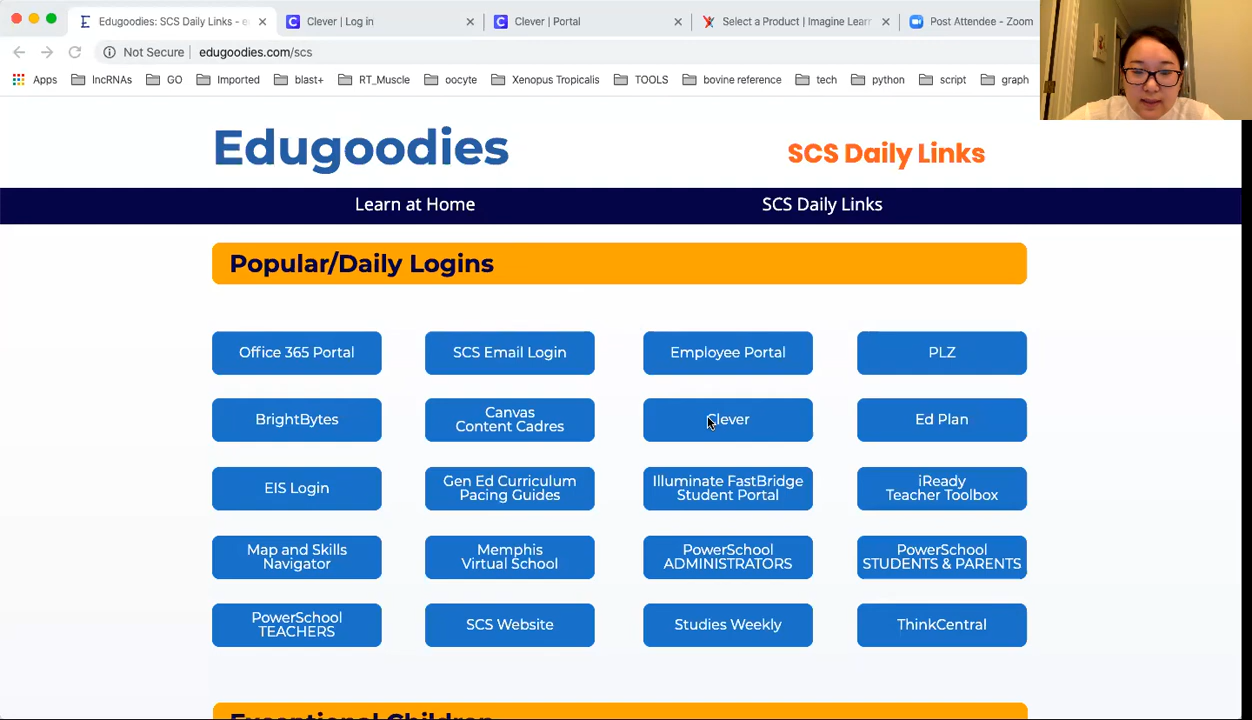 Edugoodies: SCS Daily Links - e
Clever | Log in
Clever | Portal
Select a Product | Imagine Lear
Post Attendee - Zoom
Not Secure
edugoodies.com/scs
Apps
lncRNAs
GO
Imported
blast+
RT_Muscle
oocyte
Xenopus Tropicalis
TOOLS
bovine reference
tech
python
script
graph
Edugoodies
SCS Daily Links
Learn at Home
SCS Daily Links
Popular/Daily Logins
Office 365 Portal
SCS Email Login
Employee Portal
PLZ
BrightBytes
Canvas
Content Cadres
Clever
Ed Plan
EIS Login
Gen Ed Curriculum
Pacing Guides
Illuminate FastBridge
Student Portal
iReady
Teacher Toolbox
Map and Skills
Navigator
Memphis
Virtual School
PowerSchool
ADMINISTRATORS
PowerSchool
STUDENTS & PARENTS
PowerSchool
TEACHERS
SCS Website
Studies Weekly
ThinkCentral
Exceptional Children